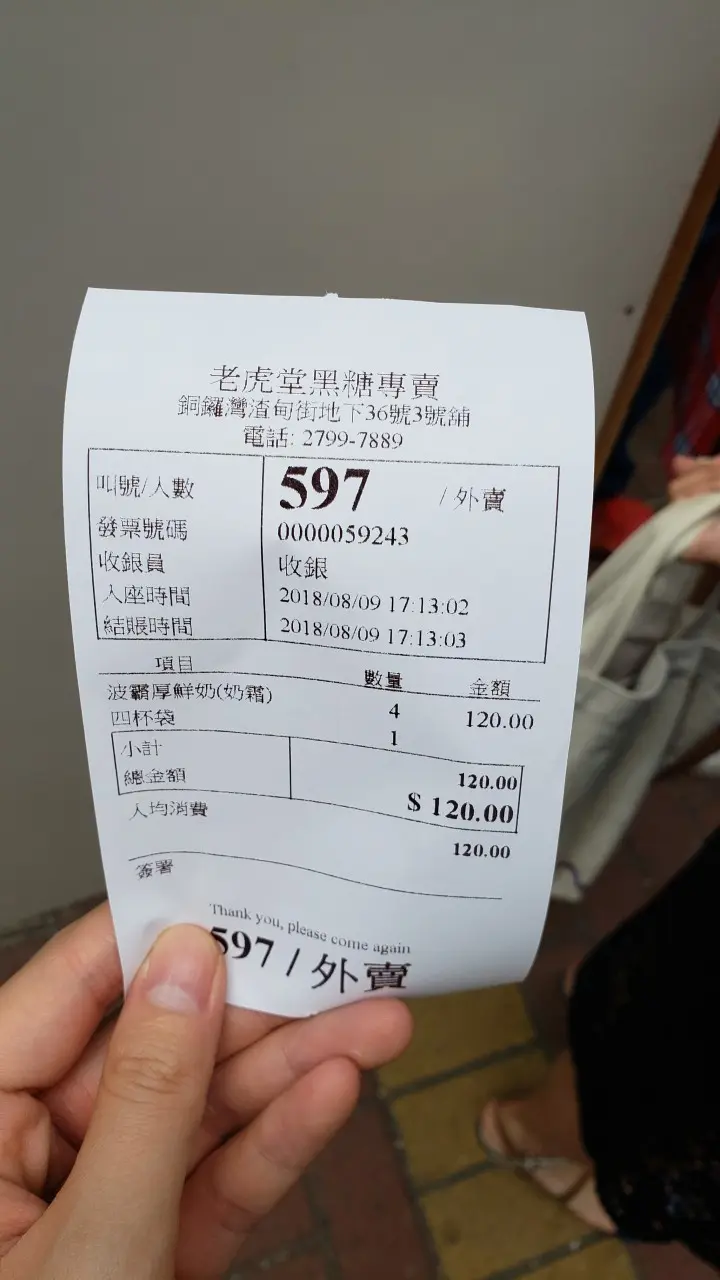 老虎堂黑糖專賣
銅鑼灣渣甸街地下36號3號舖
電話: 2799-7889
叫號/人數 597 /外賣
發票號碼 0000059243
收銀員 收銀
入座時間 2018/08/09 17:13:02
結賬時間 2018/08/09 17:13:03
項目 數量 金額
波霸厚鮮奶(奶霜) 4 120.00
四杯袋 1
小計 120.00
總金額 $ 120.00
人均消費 120.00
簽署
Thank you, please come again
597 / 外賣